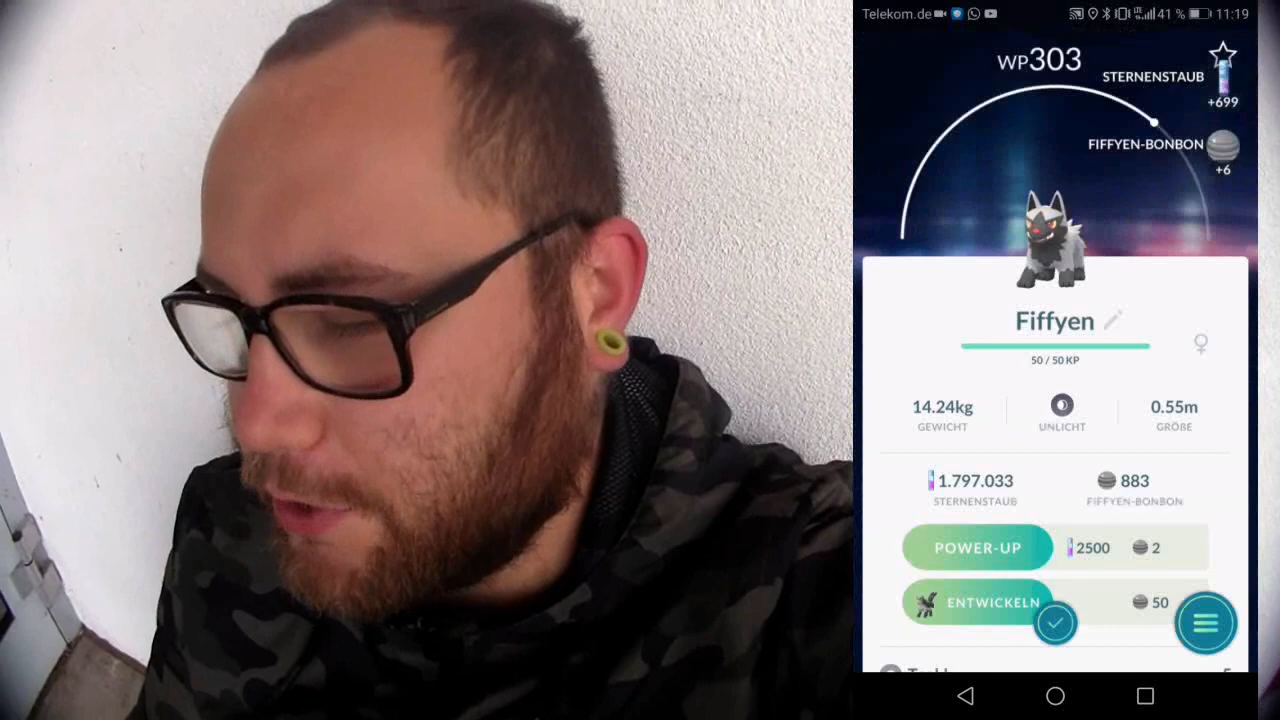 Telekom.de 41 % 11:19
WP303
STERNENSTAUB
+699
FIFFYEN-BONBON
+6
Fiffyen
50 / 50 KP
14.24kg
GEWICHT
UNLICHT
0.55m
GRÖßE
1.797.033
STERNENSTAUB
883
FIFFYEN-BONBON
POWER-UP 2500 2
ENTWICKELN 50